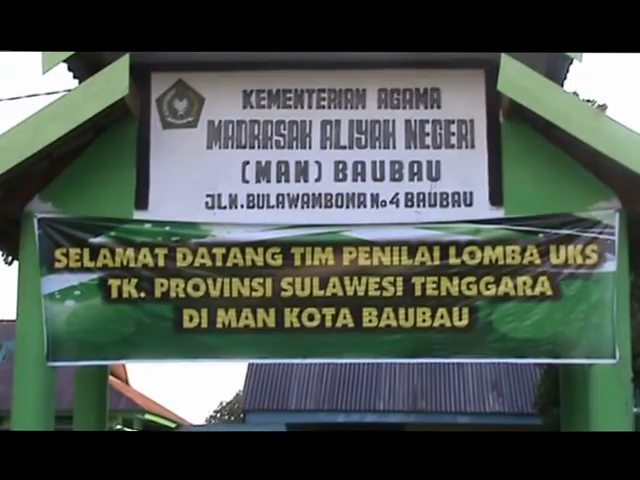 KEMENTERIAN AGAMA
MADRASAH ALIYAH NEGERI
(MAN) BAUBAU
JLN. BULAWAMBONA No 4 BAUBAU
SELAMAT DATANG TIM PENILAI LOMBA UKS
TK. PROVINSI SULAWESI TENGGARA
DI MAN KOTA BAUBAU